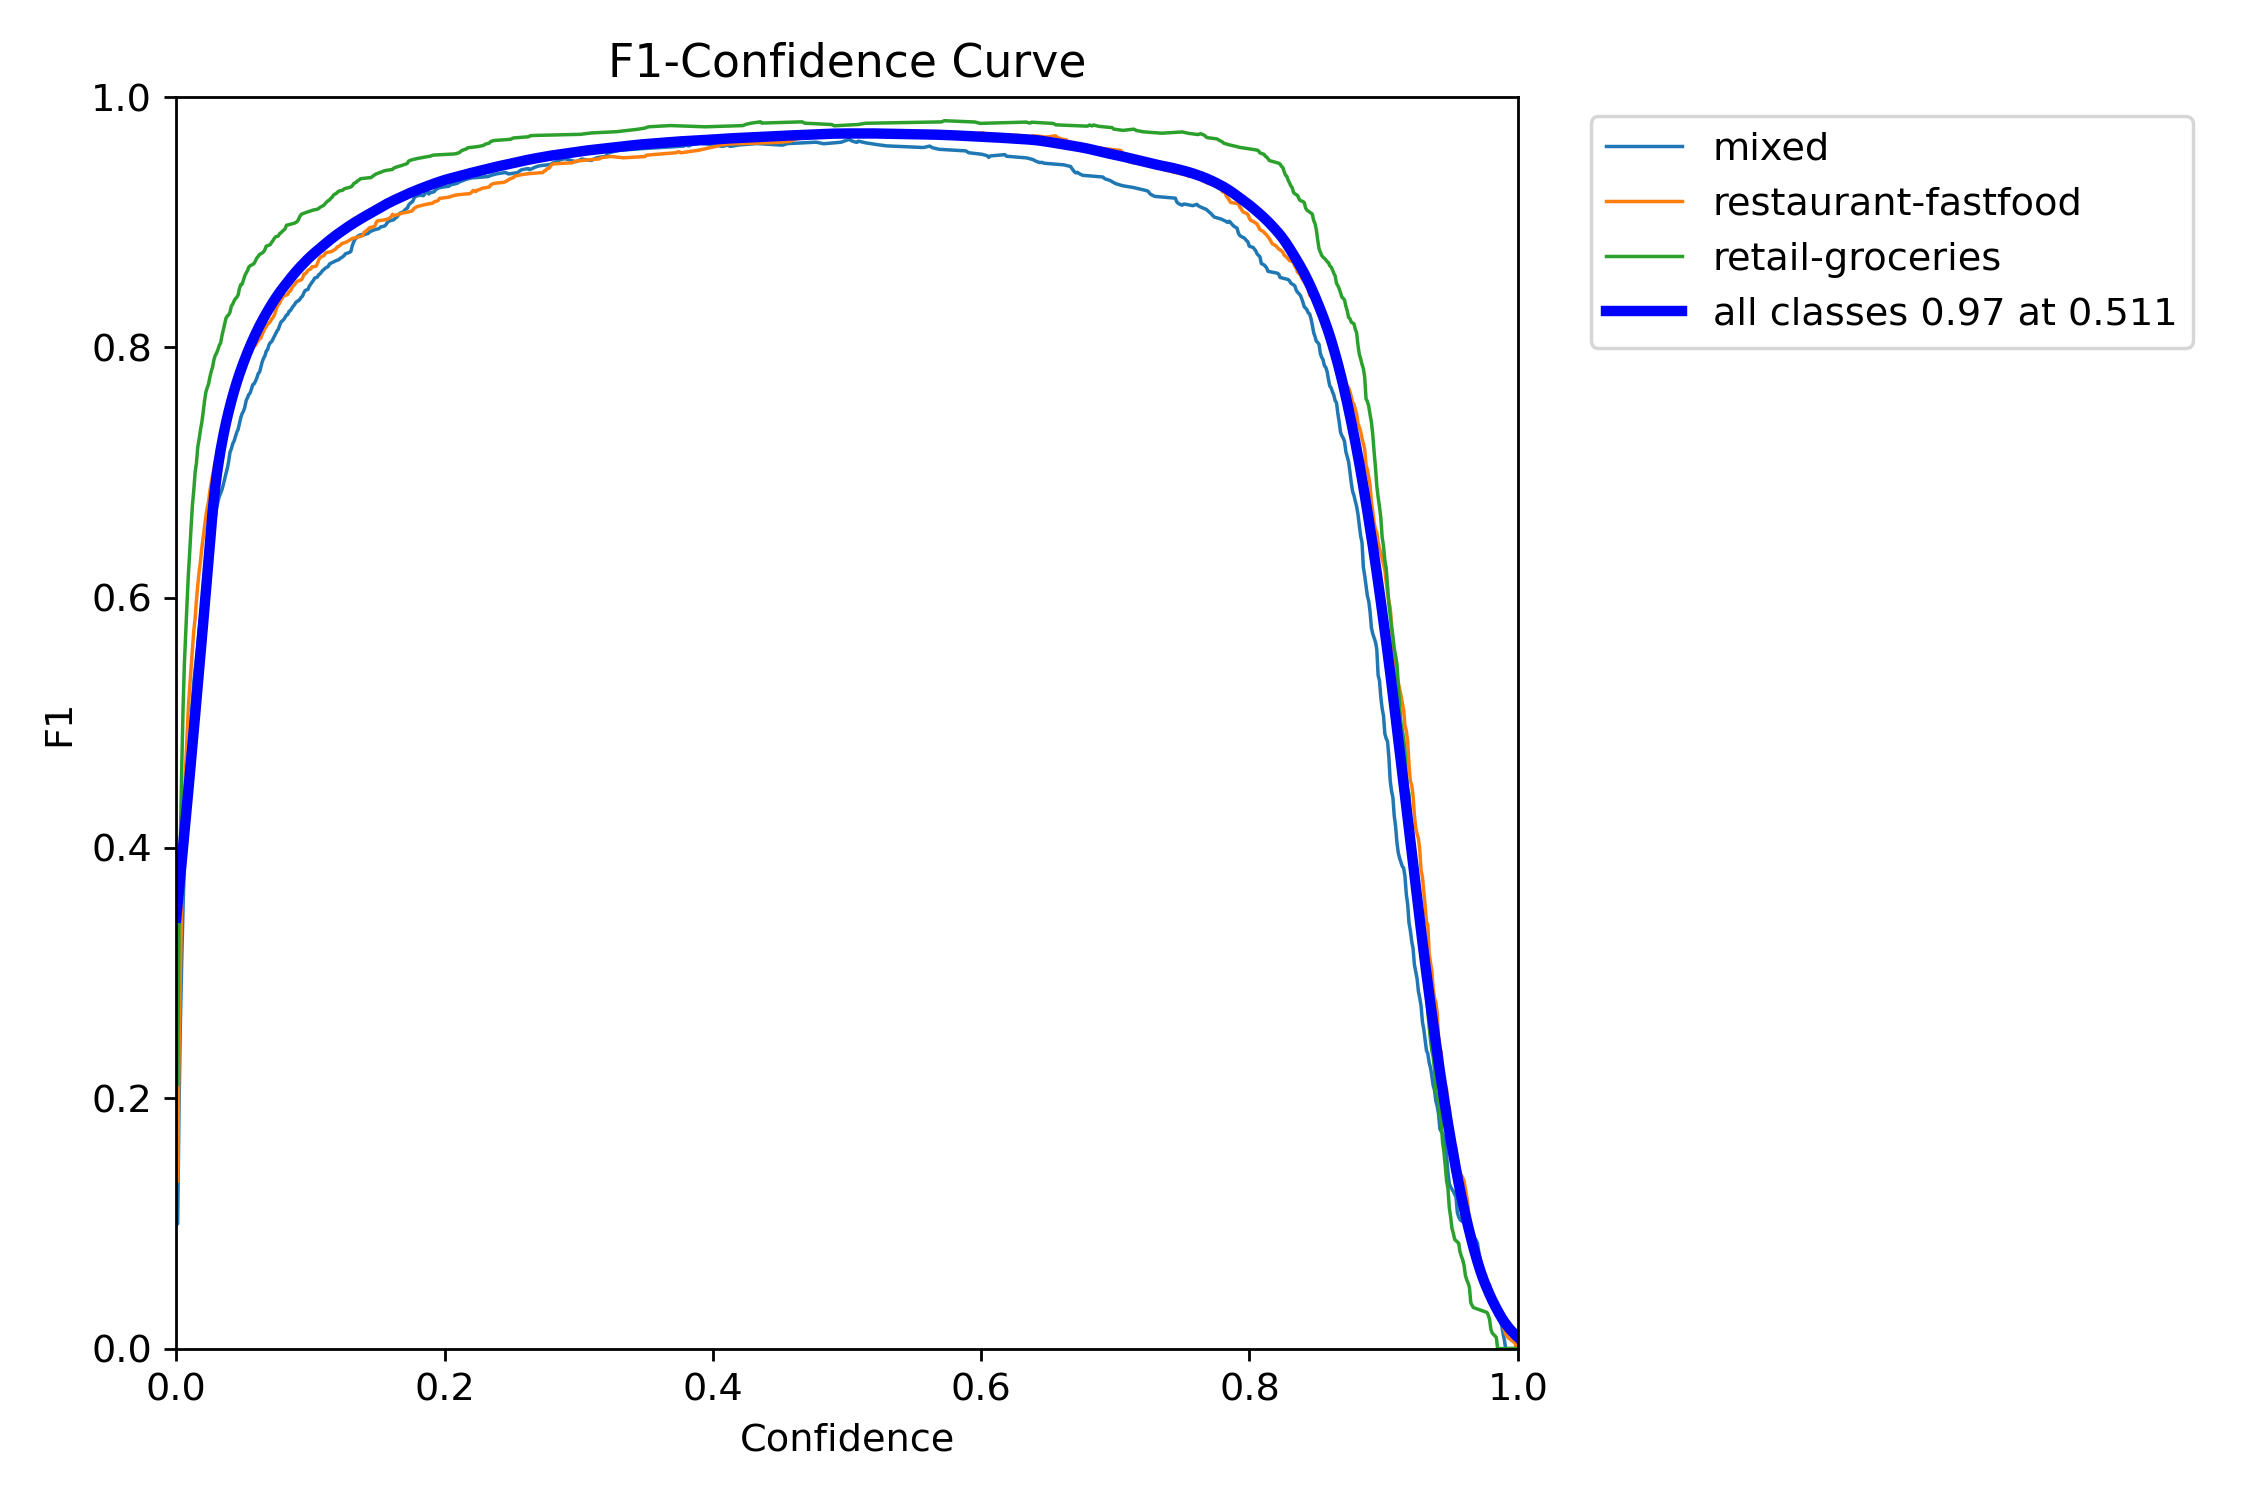 F1-Confidence Curve
1.0
0.8
0.6
0.4
0.2
0.0
F1
0.0 0.2 0.4 0.6 0.8 1.0
Confidence
mixed
restaurant-fastfood
retail-groceries
all classes 0.97 at 0.511